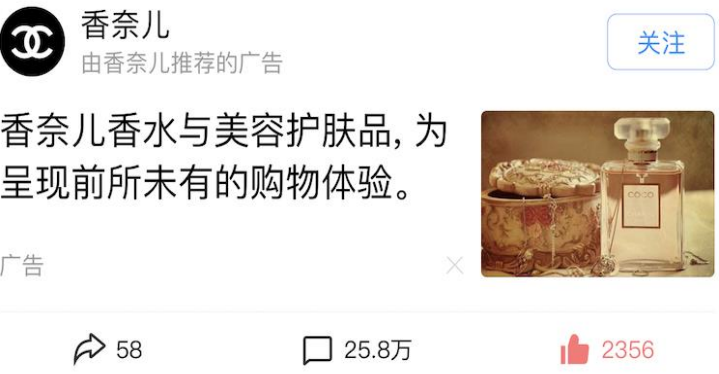 香奈儿
由香奈儿推荐的广告
关注
香奈儿香水与美容护肤品, 为
呈现前所未有的购物体验。
COCO
广告
58
25.8万
2356